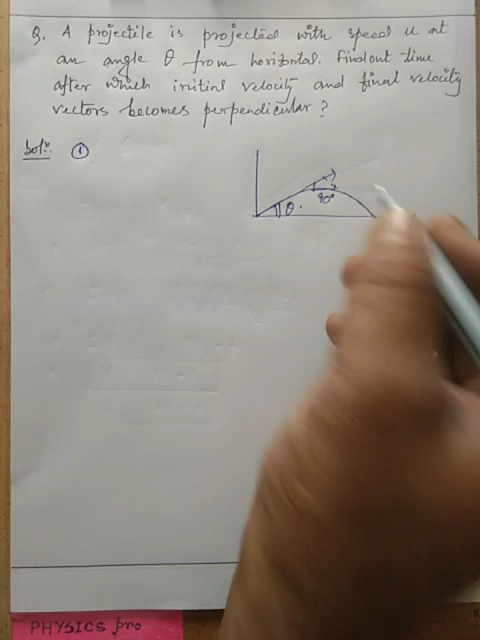 Q. A projectile is projected with speed u at
an angle θ from horizontal. Findout time
after which initial velocity and final velocity
vectors becomes perpendicular ?
Solⁿ. ①
θ.
90°
PHYSICS pro